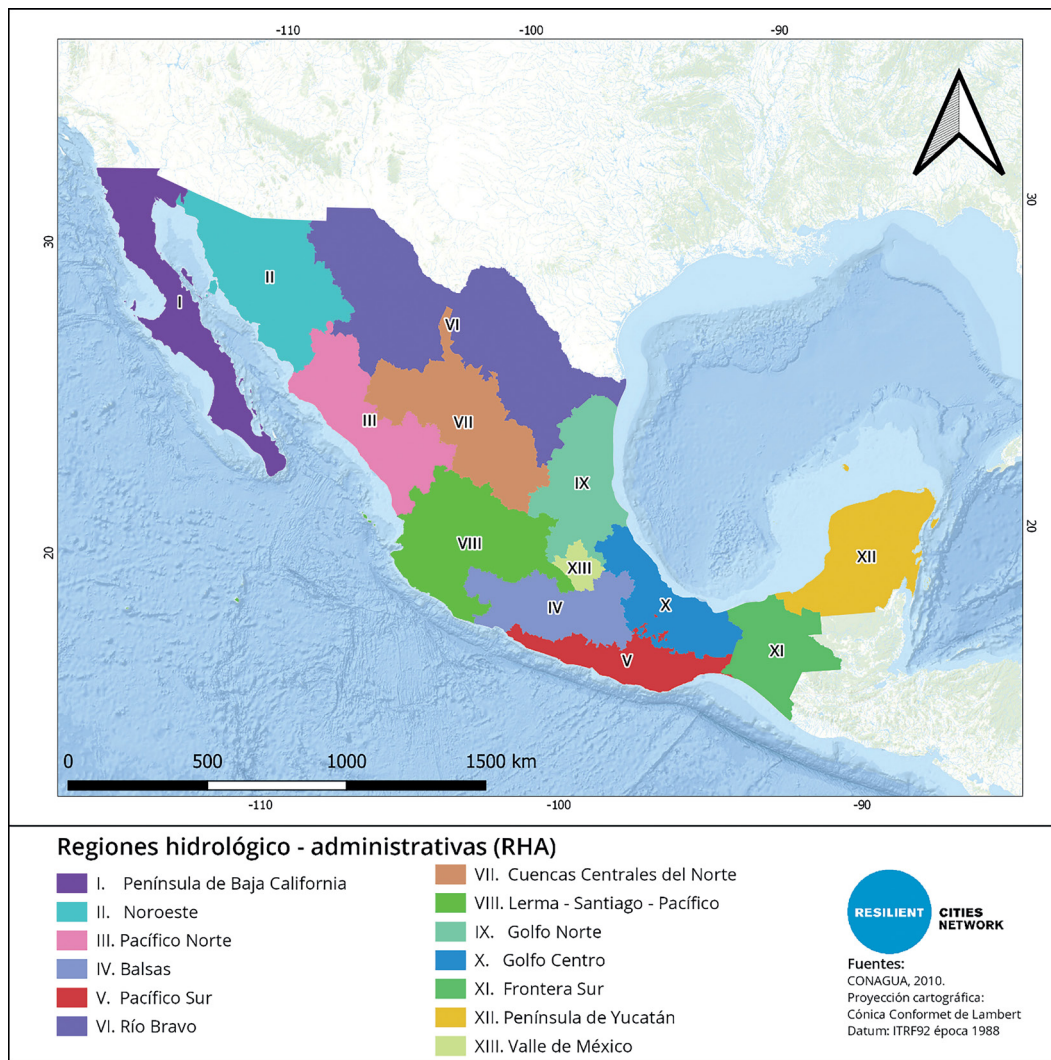 -110 -100 -90
30 30
20 20
I
II
VI
III
VII
IX
VIII
XIII
XII
IV
X
V
XI
0 500 1000 1500 km
-110 -100 -90
Regiones hidrológico - administrativas (RHA)
I. Península de Baja California
II. Noroeste
III. Pacífico Norte
IV. Balsas
V. Pacífico Sur
VI. Río Bravo
VII. Cuencas Centrales del Norte
VIII. Lerma - Santiago - Pacífico
IX. Golfo Norte
X. Golfo Centro
XI. Frontera Sur
XII. Península de Yucatán
XIII. Valle de México
RESILIENT CITIES
NETWORK
Fuentes:
CONAGUA, 2010.
Proyección cartográfica:
Cónica Conformet de Lambert
Datum: ITRF92 época 1988